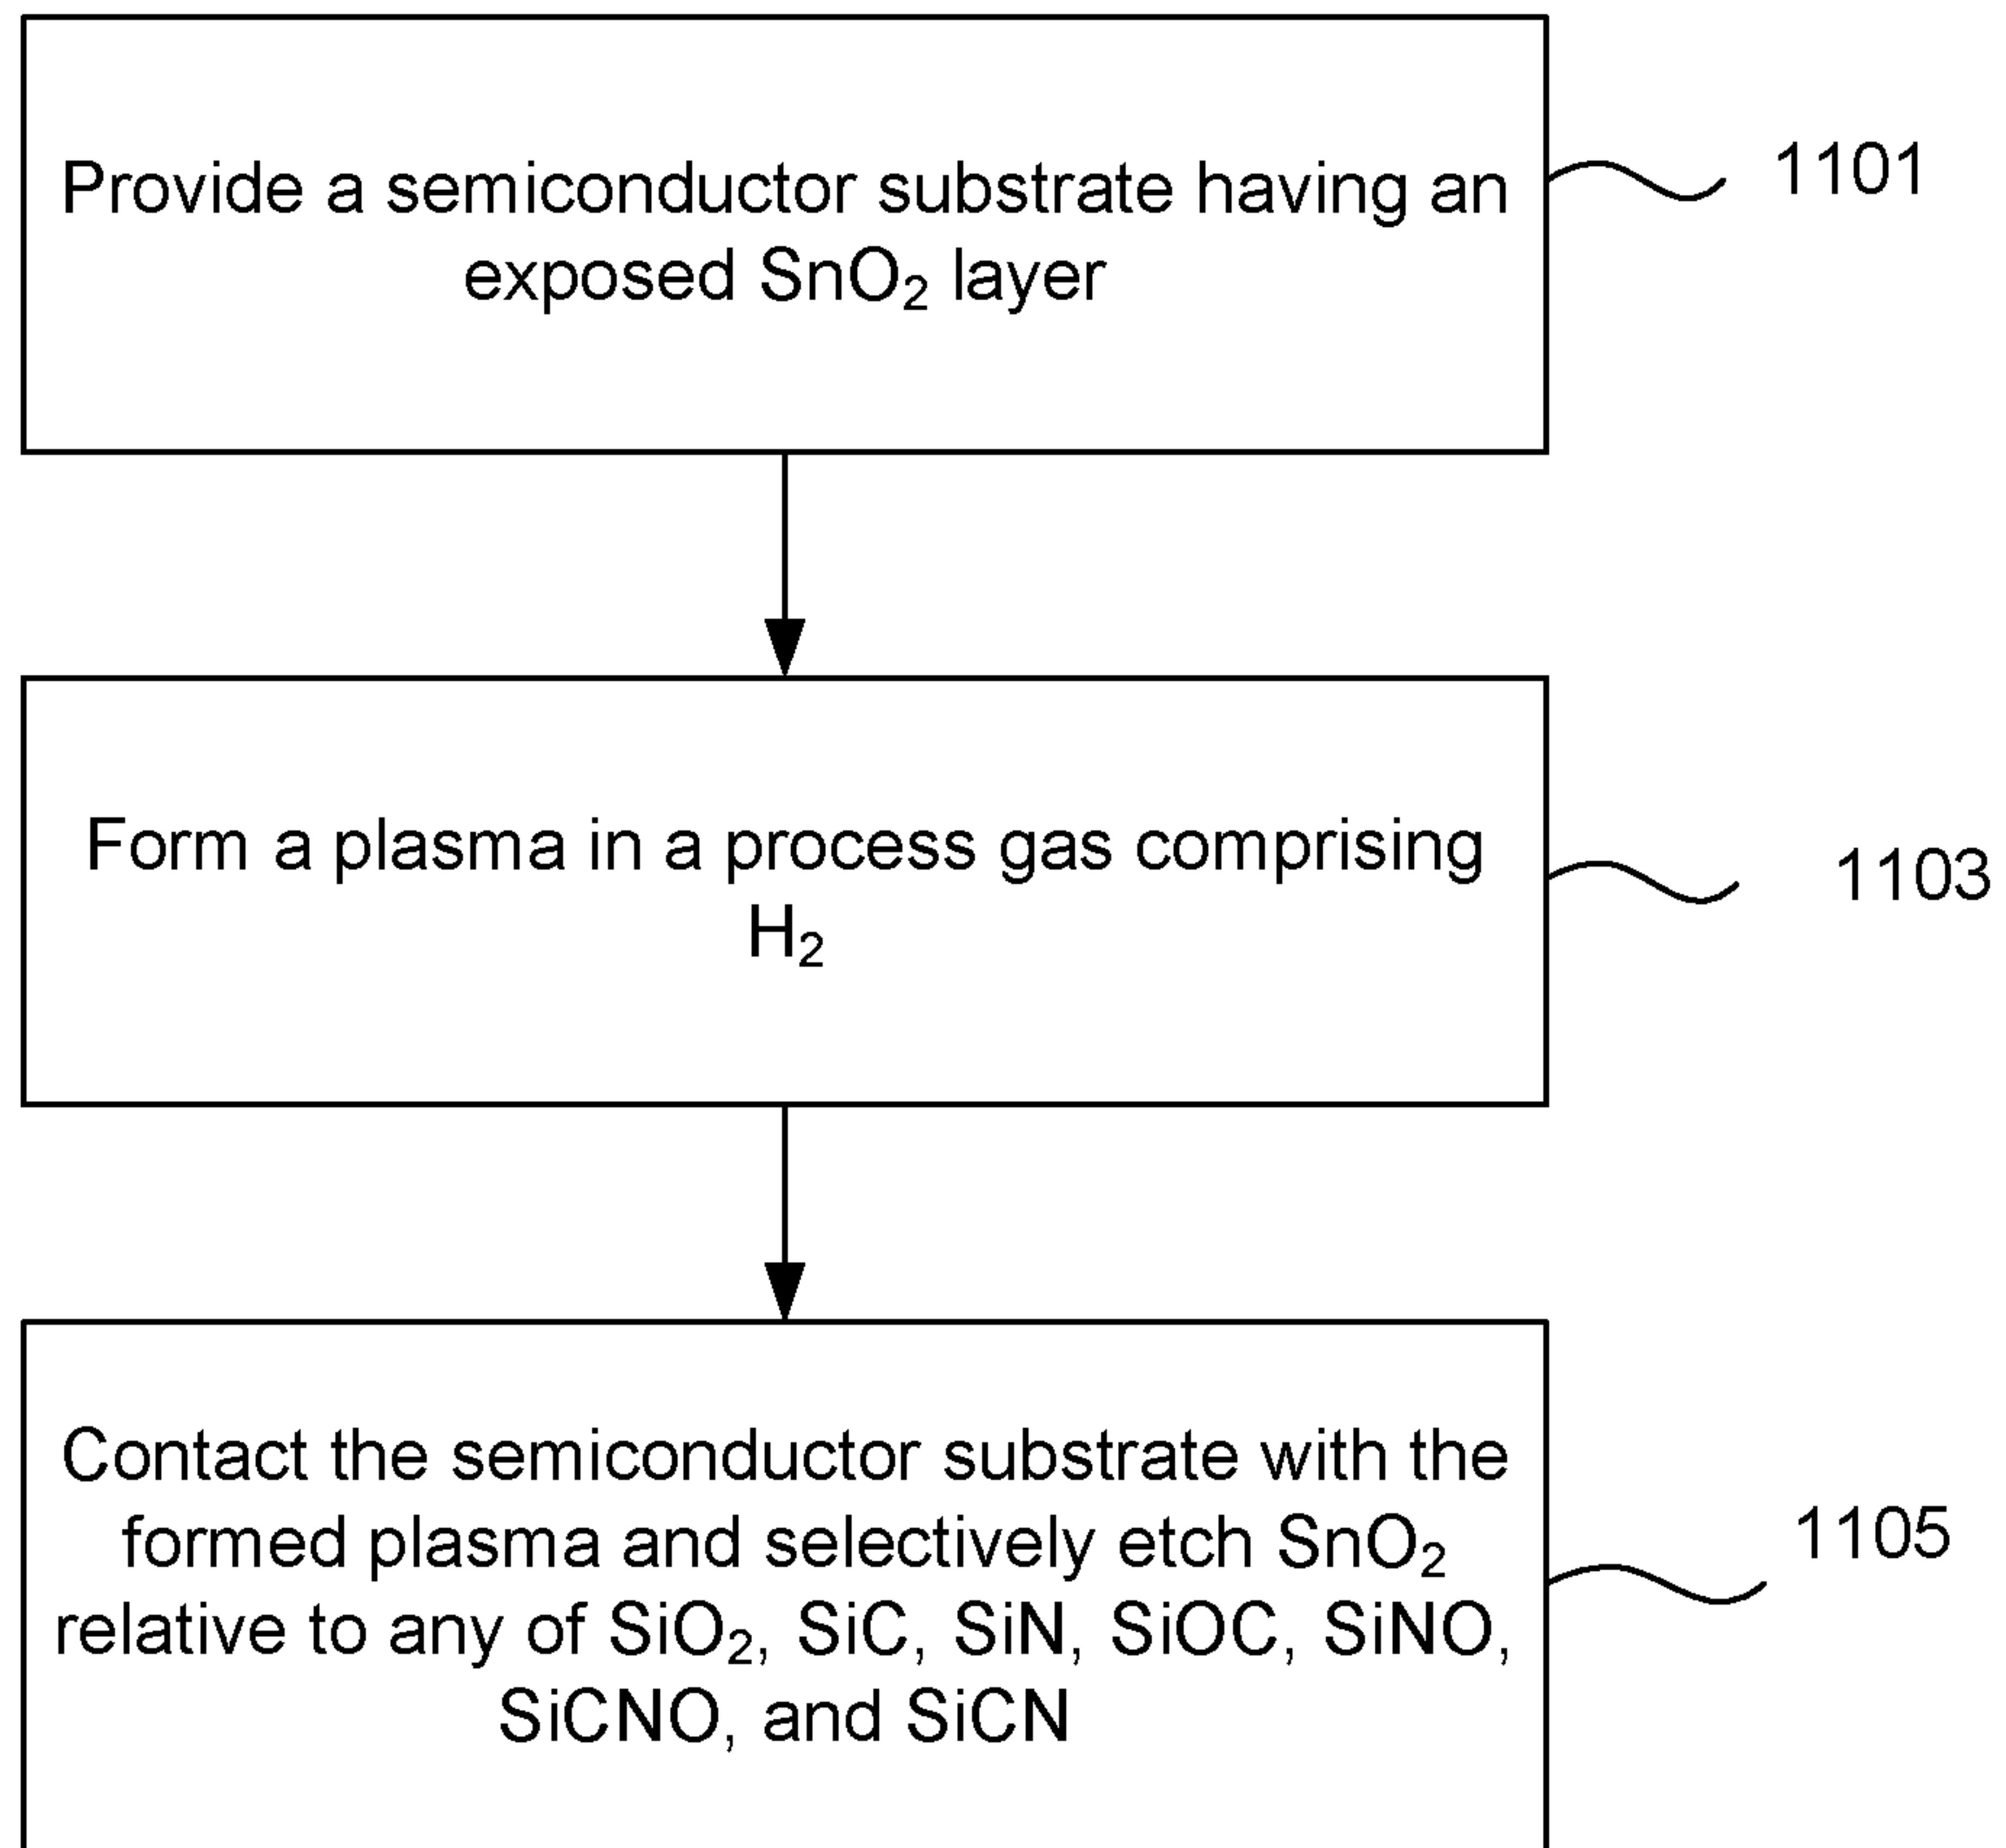 Provide a semiconductor substrate having an
exposed SnO₂ layer
1101
Form a plasma in a process gas comprising
H₂
1103
Contact the semiconductor substrate with the
formed plasma and selectively etch SnO₂
relative to any of SiO₂, SiC, SiN, SiOC, SiNO,
SiCNO, and SiCN
1105